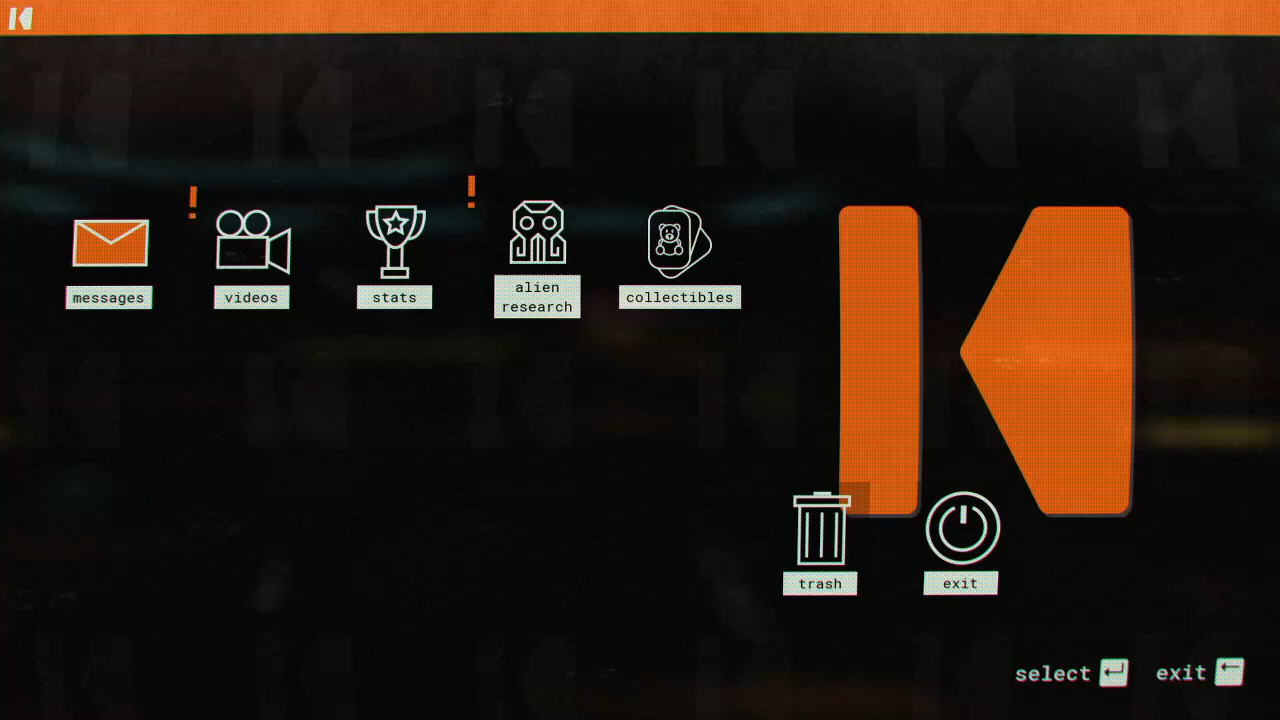 !
!
messages
videos
stats
alien
research
collectibles
trash
exit
select
exit